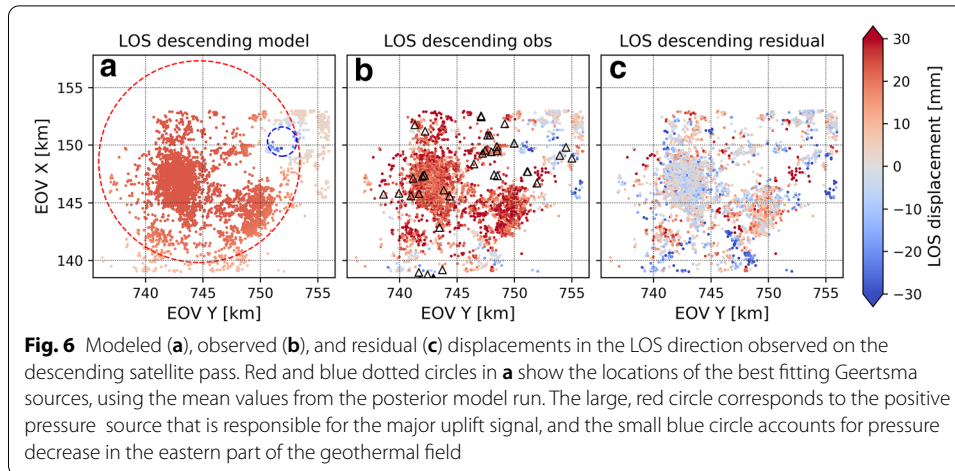 LOS descending model
LOS descending obs
LOS descending residual
a
b
c
155
150
145
140
EOV X [km]
740 745 750 755
EOV Y [km]
740 745 750 755
EOV Y [km]
740 745 750 755
EOV Y [km]
30
20
10
0
−10
−20
−30
LOS displacement [mm]
Fig. 6 Modeled (a), observed (b), and residual (c) displacements in the LOS direction observed on the
descending satellite pass. Red and blue dotted circles in a show the locations of the best fitting Geertsma
sources, using the mean values from the posterior model run. The large, red circle corresponds to the positive
pressure source that is responsible for the major uplift signal, and the small blue circle accounts for pressure
decrease in the eastern part of the geothermal field